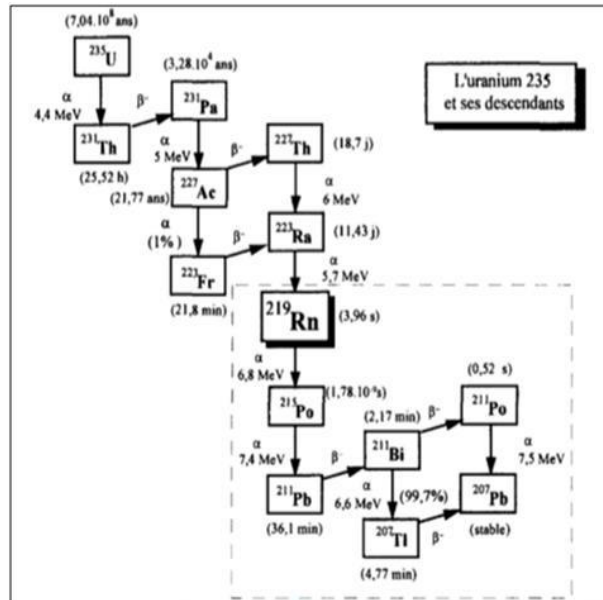 (7,04.10⁸ ans)
²³⁵U
(3,28.10⁴ ans)
L'uranium 235
et ses descendants
α
4,4 MeV
β⁻
²³¹Pa
²³¹Th
(25,52 h)
α
5 MeV
β⁻
²²⁷Th
(18,7 j)
(21,77 ans)
²²⁷Ac
α
6 MeV
α
(1% )
β⁻
²²³Ra
(11,43 j)
²²³Fr
(21,8 min)
α
5,7 MeV
²¹⁹Rn
(3,96 s)
α
6,8 MeV
(0,52 s)
²¹⁵Po
(2,17 min)
β⁻
²¹¹Po
α
7,4 MeV
β⁻
²¹¹Bi
α
7,5 MeV
²¹¹Pb
(36,1 min)
α
6,6 MeV
(99,7%)
²⁰⁷Pb
(stable)
²⁰⁷Tl
β⁻
(4,77 min)